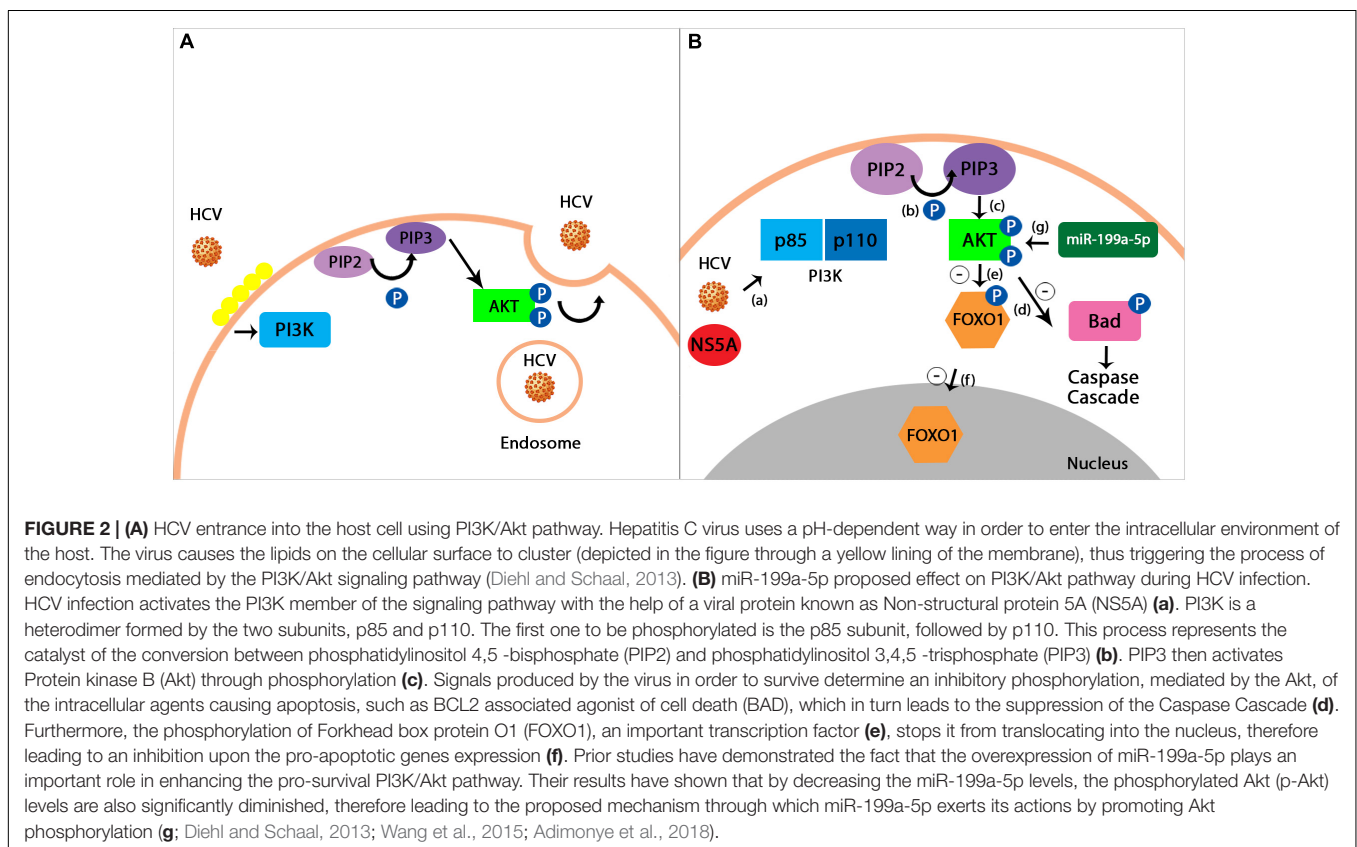 A
HCV
HCV
PIP3
PIP2
P
PI3K
AKT
P
P
HCV
Endosome
B
PIP2
PIP3
(b)
P
(c)
p85
p110
PI3K
AKT
P
P
(g)
miR-199a-5p
HCV
(a)
NS5A
−
(e)
P
FOXO1
(d)
−
P
Bad
Caspase
Cascade
−
(f)
FOXO1
Nucleus
FIGURE 2 | (A) HCV entrance into the host cell using PI3K/Akt pathway. Hepatitis C virus uses a pH-dependent way in order to enter the intracellular environment of
the host. The virus causes the lipids on the cellular surface to cluster (depicted in the figure through a yellow lining of the membrane), thus triggering the process of
endocytosis mediated by the PI3K/Akt signaling pathway (Diehl and Schaal, 2013). (B) miR-199a-5p proposed effect on PI3K/Akt pathway during HCV infection.
HCV infection activates the PI3K member of the signaling pathway with the help of a viral protein known as Non-structural protein 5A (NS5A) (a). PI3K is a
heterodimer formed by the two subunits, p85 and p110. The first one to be phosphorylated is the p85 subunit, followed by p110. This process represents the
catalyst of the conversion between phosphatidylinositol 4,5 -bisphosphate (PIP2) and phosphatidylinositol 3,4,5 -trisphosphate (PIP3) (b). PIP3 then activates
Protein kinase B (Akt) through phosphorylation (c). Signals produced by the virus in order to survive determine an inhibitory phosphorylation, mediated by the Akt, of
the intracellular agents causing apoptosis, such as BCL2 associated agonist of cell death (BAD), which in turn leads to the suppression of the Caspase Cascade (d).
Furthermore, the phosphorylation of Forkhead box protein O1 (FOXO1), an important transcription factor (e), stops it from translocating into the nucleus, therefore
leading to an inhibition upon the pro-apoptotic genes expression (f). Prior studies have demonstrated the fact that the overexpression of miR-199a-5p plays an
important role in enhancing the pro-survival PI3K/Akt pathway. Their results have shown that by decreasing the miR-199a-5p levels, the phosphorylated Akt (p-Akt)
levels are also significantly diminished, therefore leading to the proposed mechanism through which miR-199a-5p exerts its actions by promoting Akt
phosphorylation (g; Diehl and Schaal, 2013; Wang et al., 2015; Adimonye et al., 2018).